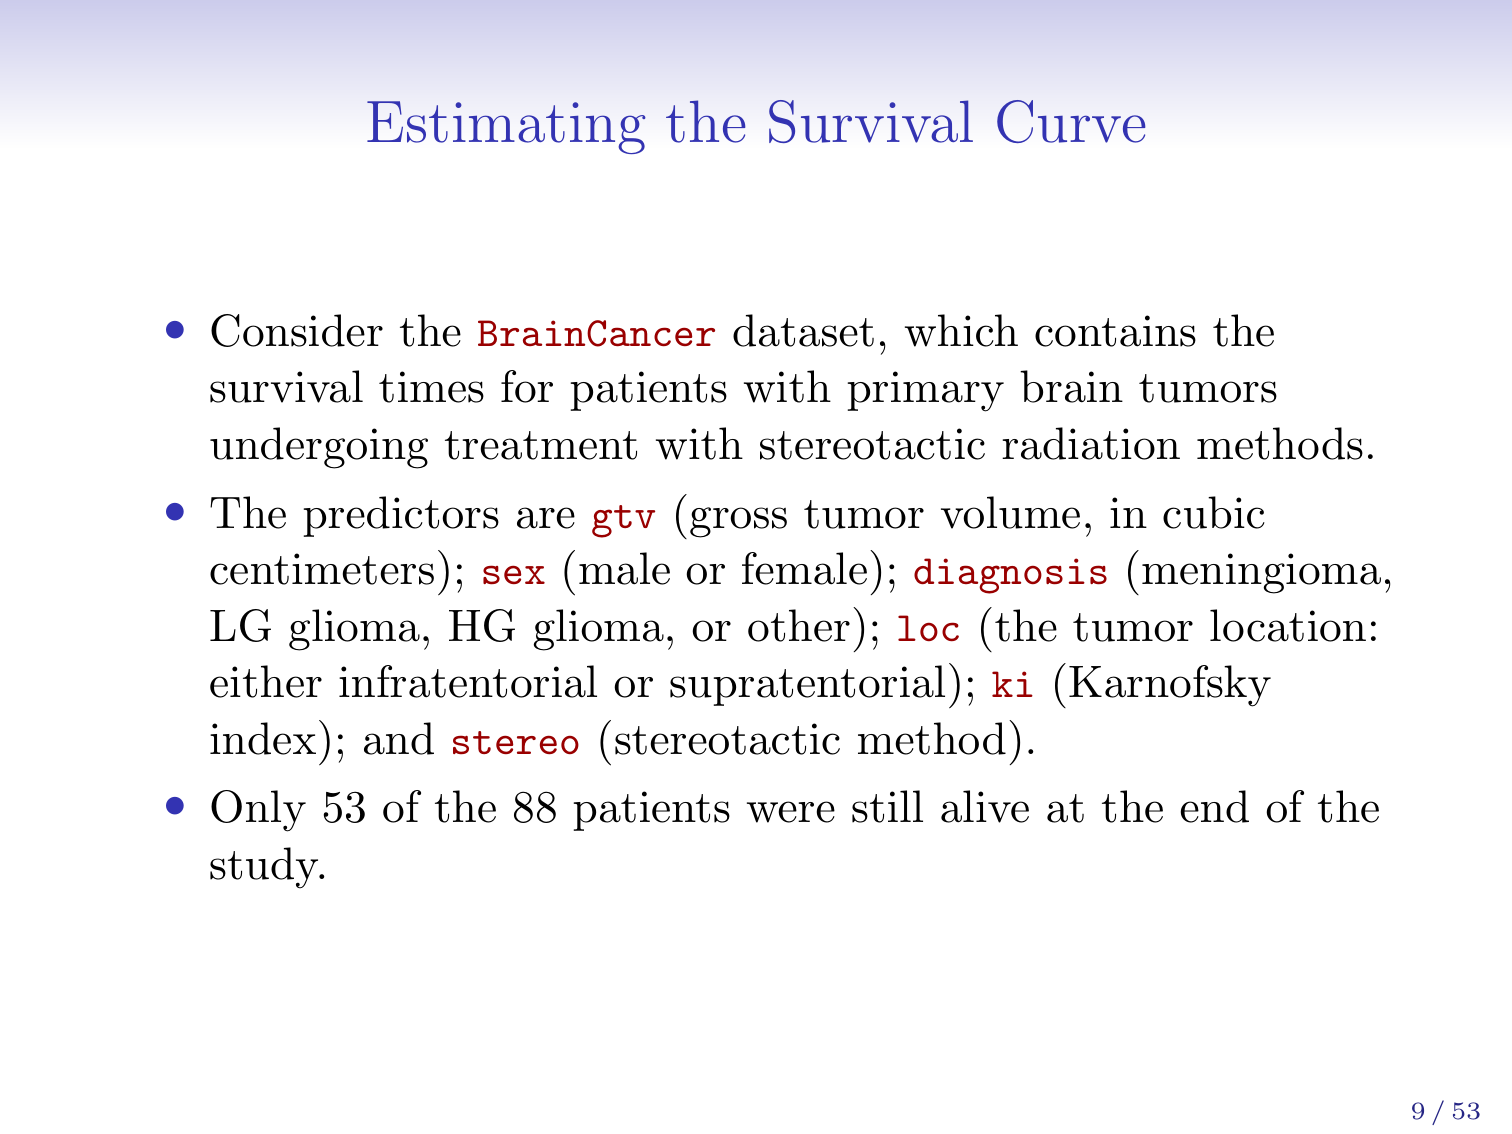 Estimating the Survival Curve
• Consider the BrainCancer dataset, which contains the
survival times for patients with primary brain tumors
undergoing treatment with stereotactic radiation methods.
• The predictors are gtv (gross tumor volume, in cubic
centimeters); sex (male or female); diagnosis (meningioma,
LG glioma, HG glioma, or other); loc (the tumor location:
either infratentorial or supratentorial); ki (Karnofsky
index); and stereo (stereotactic method).
• Only 53 of the 88 patients were still alive at the end of the
study.
9 / 53